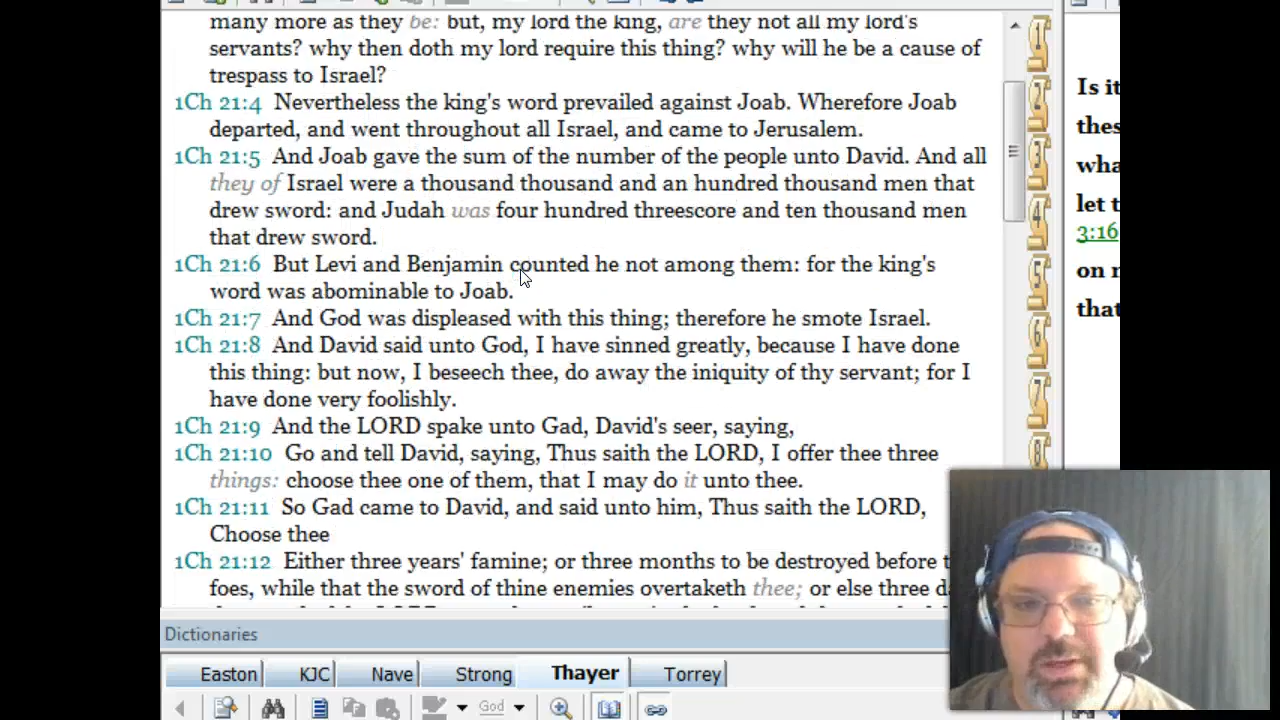 many more as they be: but, my lord the king, are they not all my lord's
servants? why then doth my lord require this thing? why will he be a cause of
trespass to Israel?
1Ch 21:4 Nevertheless the king's word prevailed against Joab. Wherefore Joab
departed, and went throughout all Israel, and came to Jerusalem.
1Ch 21:5 And Joab gave the sum of the number of the people unto David. And all
they of Israel were a thousand thousand and an hundred thousand men that
drew sword: and Judah was four hundred threescore and ten thousand men
that drew sword.
1Ch 21:6 But Levi and Benjamin counted he not among them: for the king's
word was abominable to Joab.
1Ch 21:7 And God was displeased with this thing; therefore he smote Israel.
1Ch 21:8 And David said unto God, I have sinned greatly, because I have done
this thing: but now, I beseech thee, do away the iniquity of thy servant; for I
have done very foolishly.
1Ch 21:9 And the LORD spake unto Gad, David's seer, saying,
1Ch 21:10 Go and tell David, saying, Thus saith the LORD, I offer thee three
things: choose thee one of them, that I may do it unto thee.
1Ch 21:11 So Gad came to David, and said unto him, Thus saith the LORD,
Choose thee
1Ch 21:12 Either three years' famine; or three months to be destroyed before
foes, while that the sword of thine enemies overtaketh thee; or else three
1
2
3
4
5
6
7
8
Is it
thes
wha
let t
3:16
on
that
Dictionaries
Easton KJC Nave Strong Thayer Torrey
God